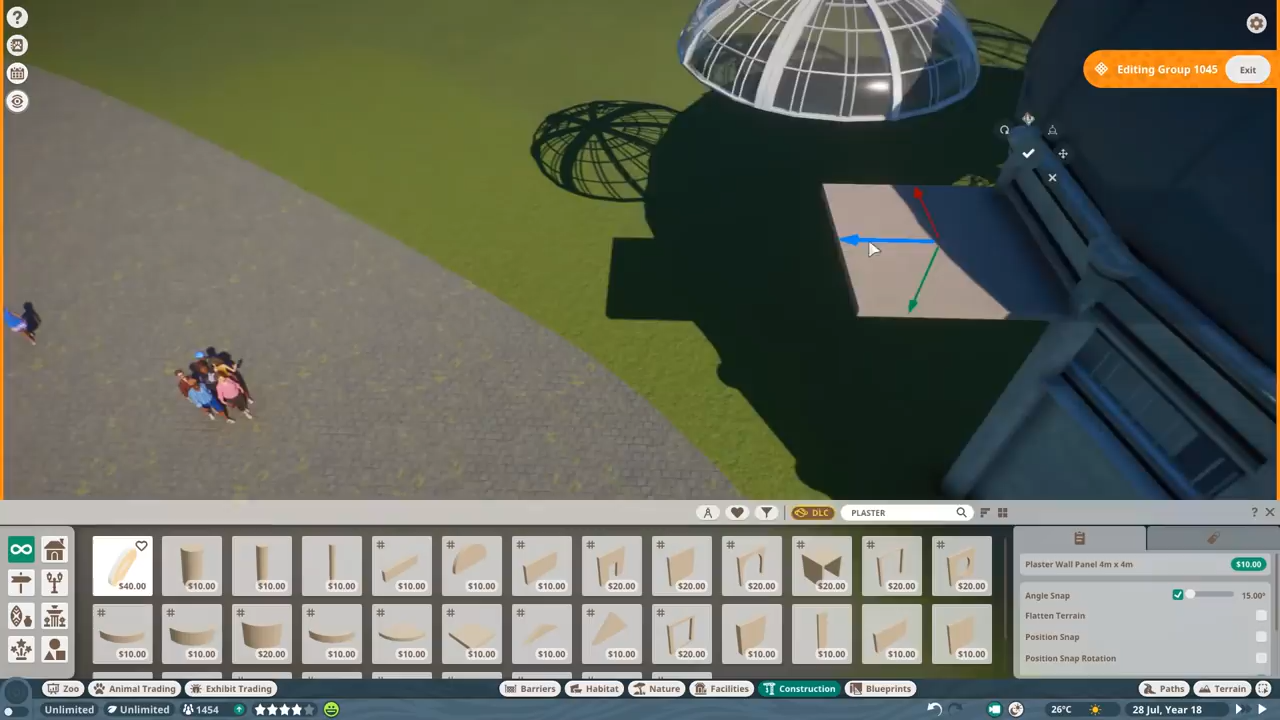 Editing Group 1045
Exit
DLC
PLASTER
$40.00
$10.00
$10.00
$10.00
$10.00
$10.00
$10.00
$20.00
$20.00
$20.00
$20.00
$20.00
$10.00
$10.00
$10.00
$20.00
$10.00
$10.00
$10.00
$10.00
$10.00
$20.00
$10.00
$10.00
$10.00
$10.00
Plaster Wall Panel 4m x 4m
$10.00
Angle Snap
15.00°
Flatten Terrain
Position Snap
Position Snap Rotation
Zoo
Animal Trading
Exhibit Trading
Barriers
Habitat
Nature
Facilities
Construction
Blueprints
Paths
Terrain
Unlimited
Unlimited
1454
26°C
28 Jul, Year 18